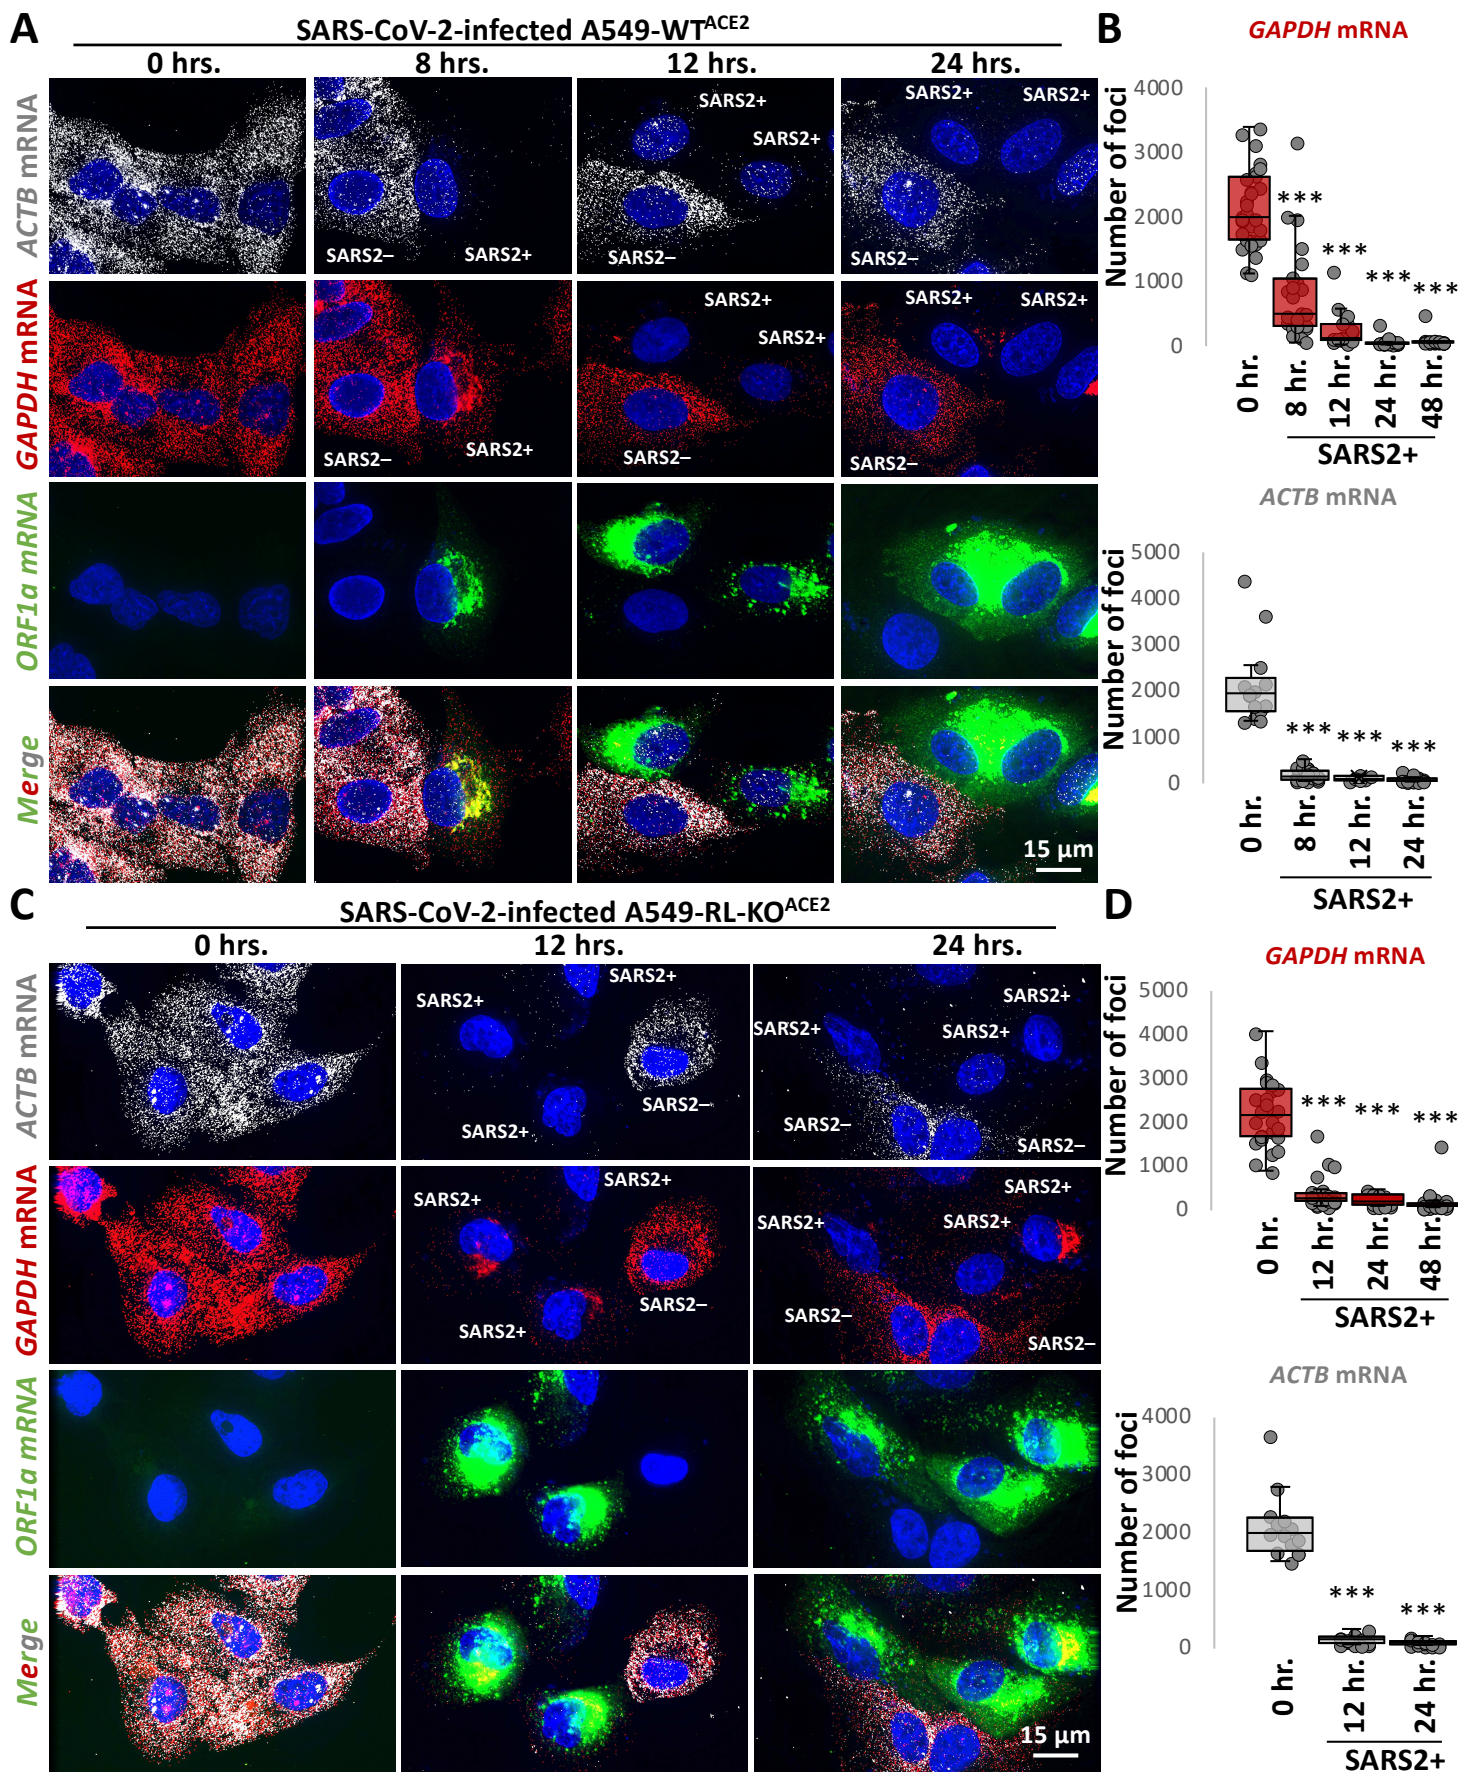 A
SARS-CoV-2-infected A549-WT^ACE2
0 hrs.
8 hrs.
12 hrs.
24 hrs.
ACTB mRNA
SARS2–
SARS2+
SARS2+
SARS2+
SARS2–
SARS2+
SARS2+
SARS2–
GAPDH mRNA
SARS2–
SARS2+
SARS2+
SARS2+
SARS2–
SARS2+
SARS2+
SARS2–
ORF1a mRNA
Merge
15 µm
B
GAPDH mRNA
Number of foci
4000
3000
2000
1000
0
***
***
***
***
0 hr.
8 hr.
12 hr.
24 hr.
48 hr.
SARS2+
ACTB mRNA
Number of foci
5000
4000
3000
2000
1000
0
***
***
***
0 hr.
8 hr.
12 hr.
24 hr.
SARS2+
C
SARS-CoV-2-infected A549-RL-KO^ACE2
0 hrs.
12 hrs.
24 hrs.
ACTB mRNA
SARS2+
SARS2+
SARS2–
SARS2+
SARS2+
SARS2+
SARS2+
SARS2–
SARS2–
GAPDH mRNA
SARS2+
SARS2+
SARS2–
SARS2+
SARS2+
SARS2+
SARS2+
SARS2–
SARS2–
ORF1a mRNA
Merge
15 µm
D
GAPDH mRNA
Number of foci
5000
4000
3000
2000
1000
0
***
***
***
0 hr.
12 hr.
24 hr.
48 hr.
SARS2+
ACTB mRNA
Number of foci
4000
3000
2000
1000
0
***
***
0 hr.
12 hr.
24 hr.
SARS2+